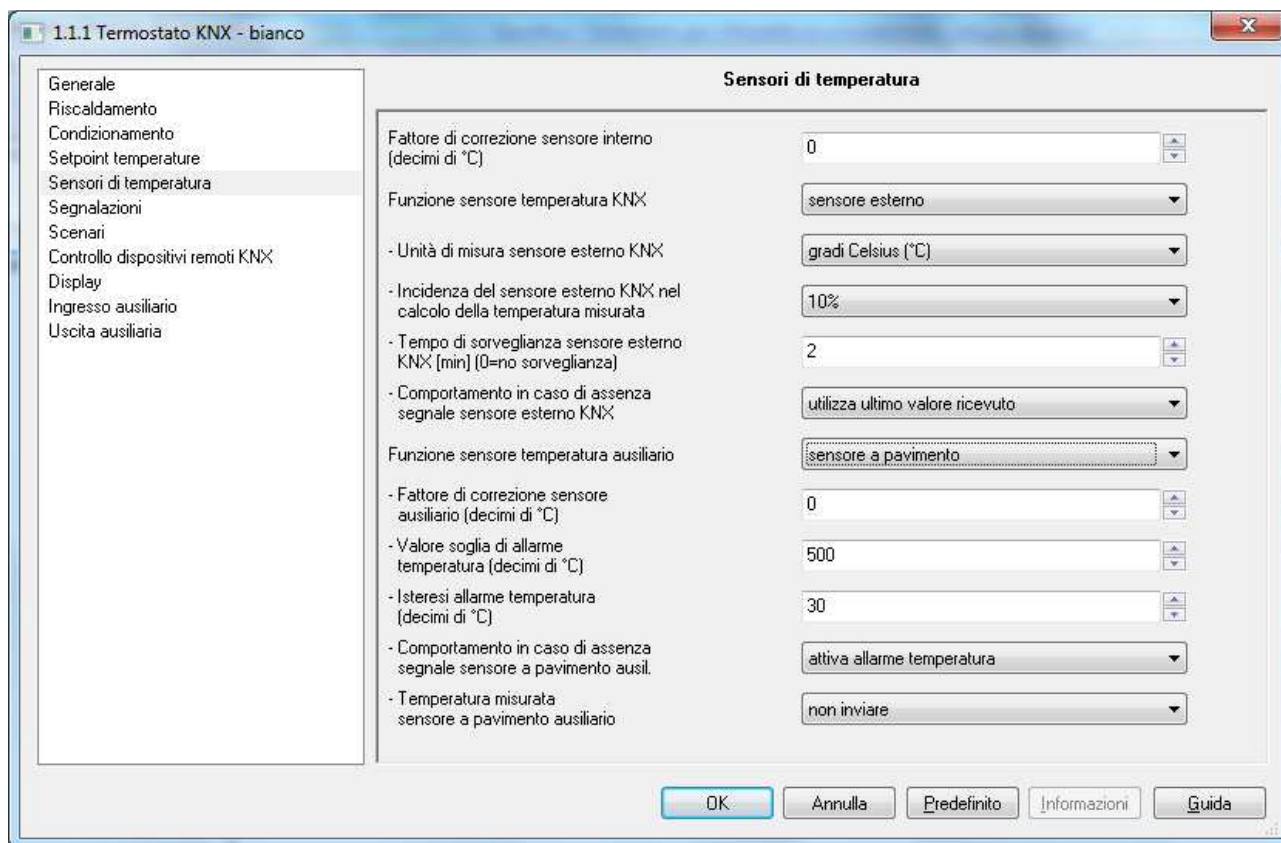 1.1.1 Termostato KNX - bianco
Generale
Riscaldamento
Condizionamento
Setpoint temperature
Sensori di temperatura
Segnalazioni
Scenari
Controllo dispositivi remoti KNX
Display
Ingresso ausiliario
Uscita ausiliaria
Sensori di temperatura
Fattore di correzione sensore interno
(decimi di °C)
0
Funzione sensore temperatura KNX
sensore esterno
- Unità di misura sensore esterno KNX
gradi Celsius (°C)
- Incidenza del sensore esterno KNX nel
calcolo della temperatura misurata
10%
- Tempo di sorveglianza sensore esterno
KNX [min] (0=no sorveglianza)
2
- Comportamento in caso di assenza
segnale sensore esterno KNX
utilizza ultimo valore ricevuto
Funzione sensore temperatura ausiliario
sensore a pavimento
- Fattore di correzione sensore
ausiliario (decimi di °C)
0
- Valore soglia di allarme
temperatura (decimi di °C)
500
- Isteresi allarme temperatura
(decimi di °C)
30
- Comportamento in caso di assenza
segnale sensore a pavimento ausil.
attiva allarme temperatura
- Temperatura misurata
sensore a pavimento ausiliario
non inviare
OK
Annulla
Predefinito
Informazioni
Guida